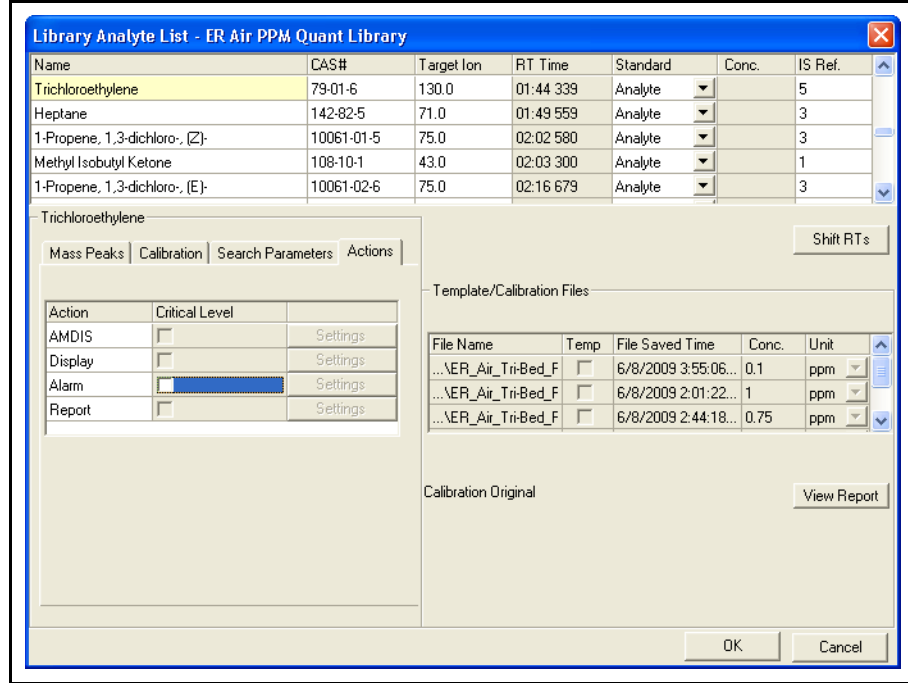 Library Analyte List - ER Air PPM Quant Library
Name CAS# Target Ion RT Time Standard Conc. IS Ref.
Trichloroethylene 79-01-6 130.0 01:44 339 Analyte 5
Heptane 142-82-5 71.0 01:49 559 Analyte 3
1-Propene, 1,3-dichloro-, (Z)- 10061-01-5 75.0 02:02 580 Analyte 3
Methyl Isobutyl Ketone 108-10-1 43.0 02:03 300 Analyte 1
1-Propene, 1,3-dichloro-, (E)- 10061-02-6 75.0 02:16 679 Analyte 3
Trichloroethylene
Shift RTs
Mass Peaks Calibration Search Parameters Actions
Action Critical Level
AMDIS Settings
Display Settings
Alarm Settings
Report Settings
Template/Calibration Files
File Name Temp File Saved Time Conc. Unit
...\ER_Air_Tri-Bed_F 6/8/2009 3:55:06... 0.1 ppm
...\ER_Air_Tri-Bed_F 6/8/2009 2:01:22... 1 ppm
...\ER_Air_Tri-Bed_F 6/8/2009 2:44:18... 0.75 ppm
Calibration Original
View Report
OK Cancel